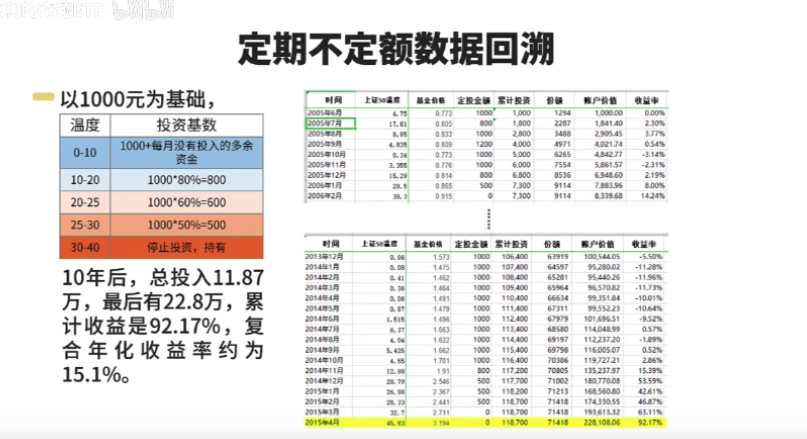 定期不定额数据回溯
以1000元为基础，
温度 投资基数
0-10 1000+每月没有投入的多余
资金
10-20 1000*80%=800
20-25 1000*60%=600
25-30 1000*50%=500
30-40 停止投资，持有
10年后，总投入11.87
万，最后有22.8万，累
计收益是92.17%，复
合年化收益率约为
15.1%。
时间 上证50温度 基金价格 定投金额 累计投资 份额 账户价值 收益率
2005年6月 4.75 0.773 1000 1,000 1294 1,000.00 0.00%
2005年7月 17.81 0.805 800 1,800 2287 1,841.40 2.30%
2005年8月 9.05 0.833 1000 2,800 3488 2,905.45 3.77%
2005年9月 4.835 0.809 1200 4,000 4971 4,021.74 0.54%
2005年10月 0.34 0.773 1000 5,000 6265 4,842.77 -3.14%
2005年11月 3.355 0.776 1000 6,000 7554 5,861.57 -2.31%
2005年12月 15.29 0.814 800 6,800 8536 6,948.60 2.19%
2006年1月 29.5 0.865 500 7,300 9114 7,883.96 8.00%
2006年2月 38.3 0.915 0 7,300 9114 8,339.68 14.24%
时间 上证50温度 基金价格 定投金额 累计投资 份额 账户价值 收益率
2013年12月 0.66 1.573 1000 106,400 63919 100,544.05 -5.50%
2014年1月 0.08 1.475 1000 107,400 64597 95,280.02 -11.28%
2014年2月 0.41 1.462 1000 108,400 65281 95,440.26 -11.96%
2014年3月 0.38 1.464 1000 109,400 65964 96,570.82 -11.73%
2014年4月 0.08 1.491 1000 110,400 66634 99,351.84 -10.01%
2014年5月 0.87 1.479 1000 111,400 67311 99,552.23 -10.64%
2014年6月 1.515 1.496 1000 112,400 67979 101,696.51 -9.52%
2014年7月 6.37 1.663 1000 113,400 68580 114,048.99 0.57%
2014年8月 4.04 1.622 1000 114,400 69197 112,237.20 -1.89%
2014年9月 5.425 1.662 1000 115,400 69798 116,005.07 0.52%
2014年10月 4.55 1.701 1000 116,400 70386 119,727.21 2.86%
2014年11月 12.98 1.91 800 117,200 70805 135,237.97 15.39%
2014年12月 28.79 2.546 500 117,700 71002 180,770.08 53.59%
2015年1月 26.98 2.367 500 118,200 71213 168,560.80 42.61%
2015年2月 28.33 2.441 500 118,700 71418 174,330.55 46.87%
2015年3月 32.7 2.711 0 118,700 71418 193,613.32 63.11%
2015年4月 45.83 3.194 0 118,700 71418 228,108.06 92.17%